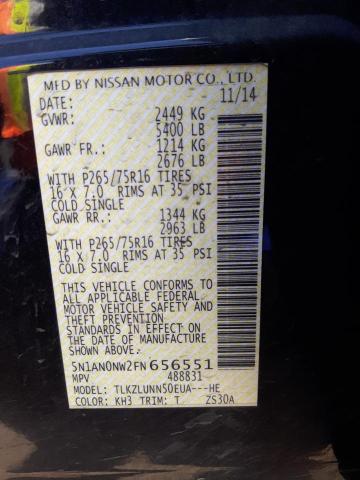 MFD BY NISSAN MOTOR CO., LTD.
DATE: 11/14
GVWR: 2449 KG
5400 LB
GAWR FR.: 1214 KG
2676 LB
WITH P265/75R16 TIRES
16 X 7.0 RIMS AT 35 PSI
COLD SINGLE
GAWR RR.: 1344 KG
2963 LB
WITH P265/75R16 TIRES
16 X 7.0 RIMS AT 35 PSI
COLD SINGLE
THIS VEHICLE CONFORMS TO
ALL APPLICABLE FEDERAL
MOTOR VEHICLE SAFETY AND
THEFT PREVENTION
STANDARDS IN EFFECT ON
THE DATE OF MANUFACTURE
5N1AN0NW2FN656551
MPV 488831
MODEL: TLKZLUNN50EUA---HE
COLOR: KH3 TRIM: T ZS30A